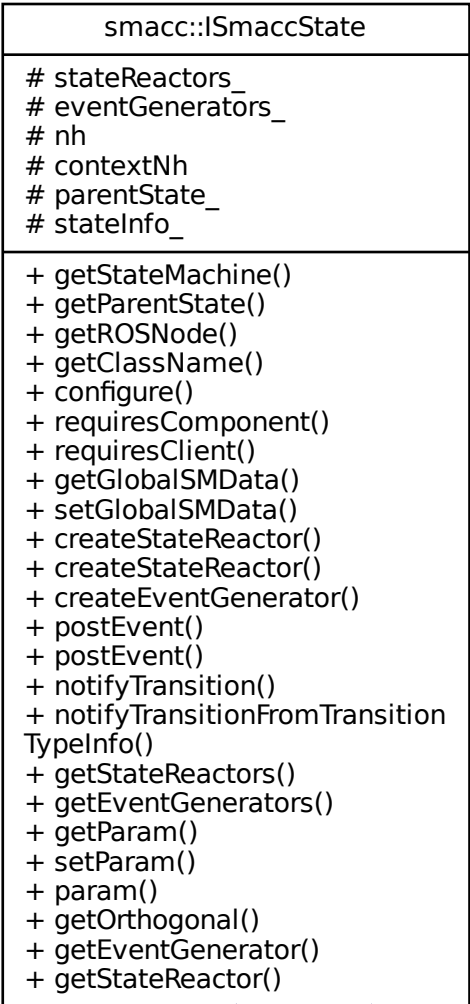 smacc::ISmaccState
# stateReactors_
# eventGenerators_
# nh
# contextNh
# parentState_
# stateInfo_
+ getStateMachine()
+ getParentState()
+ getROSNode()
+ getClassName()
+ configure()
+ requiresComponent()
+ requiresClient()
+ getGlobalSMData()
+ setGlobalSMData()
+ createStateReactor()
+ createStateReactor()
+ createEventGenerator()
+ postEvent()
+ postEvent()
+ notifyTransition()
+ notifyTransitionFromTransition
TypeInfo()
+ getStateReactors()
+ getEventGenerators()
+ getParam()
+ setParam()
+ param()
+ getOrthogonal()
+ getEventGenerator()
+ getStateReactor()